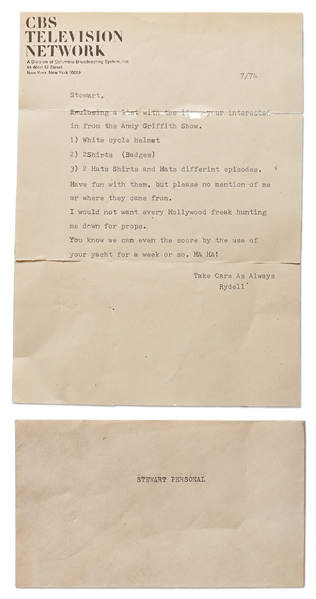 CBS
TELEVISION
NETWORK
A Division of Columbia Broadcasting System, Inc.
51 West 52 Street
New York, New York 10019
7/74
Stewart,
Enclosing a list with the items your interested
in from the Andy Griffith Show.
1) White cycle helmet
2) 2Shirts (Badges)
3) 2 Hats Shirts and Hats differint episodes.
Have fun with them, but please no mention of me
or where they came from.
I would not want every Hollywood freak hunting
me down for props.
You know we can even the score by the use of
your yacht for a week or so. HA HA!
Take Care As Always
Rydell
STEWART PERSONAL